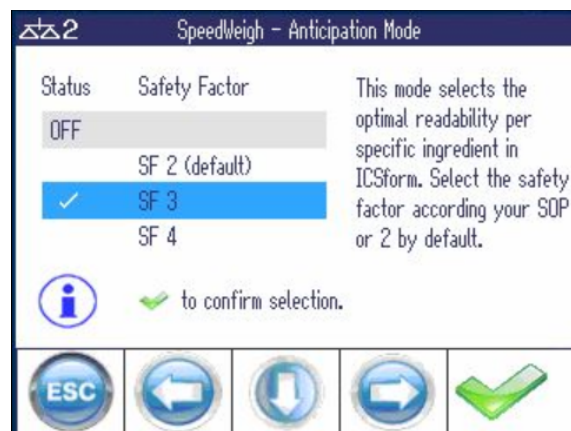 2 SpeedWeigh - Anticipation Mode
Status Safety Factor
OFF
SF 2 (default)
SF 3
SF 4
This mode selects the
optimal readability per
specific ingredient in
ICSform. Select the safety
factor according your SOP
or 2 by default.
to confirm selection.
ESC